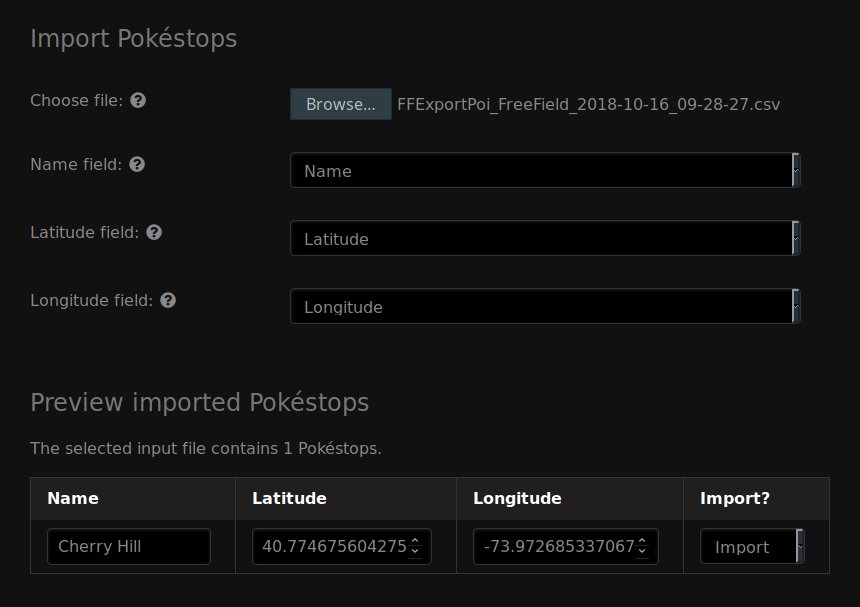 Import Pokéstops
Choose file:
Browse... FFExportPoi_FreeField_2018-10-16_09-28-27.csv
Name field:
Name
Latitude field:
Latitude
Longitude field:
Longitude
Preview imported Pokéstops
The selected input file contains 1 Pokéstops.
Name Latitude Longitude Import?
Cherry Hill 40.774675604275 -73.972685337067 Import